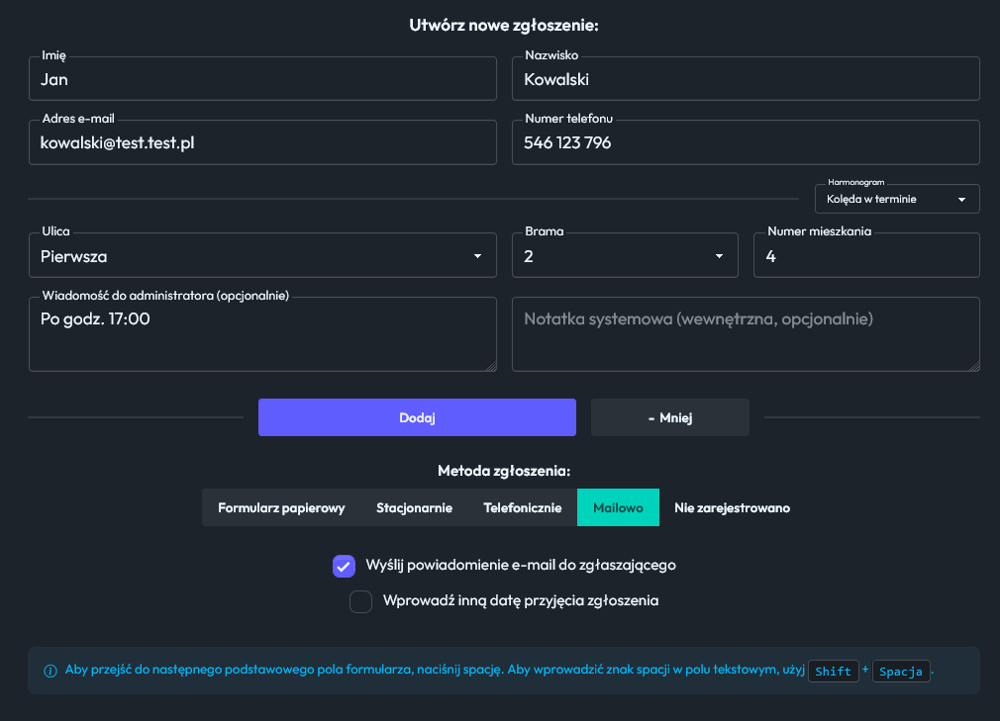 Utwórz nowe zgłoszenie:
Imię
Jan
Nazwisko
Kowalski
Adres e-mail
kowalski@test.test.pl
Numer telefonu
546 123 796
Harmonogram
Kolęda w terminie
Ulica
Pierwsza
Brama
2
Numer mieszkania
4
Wiadomość do administratora (opcjonalnie)
Po godz. 17:00
Notatka systemowa (wewnętrzna, opcjonalnie)
Dodaj
- Mniej
Metoda zgłoszenia:
Formularz papierowy
Stacjonarnie
Telefonicznie
Mailowo
Nie zarejestrowano
Wyślij powiadomienie e-mail do zgłaszającego
Wprowadź inną datę przyjęcia zgłoszenia
Aby przejść do następnego podstawowego pola formularza, naciśnij spację. Aby wprowadzić znak spacji w polu tekstowym, użyj Shift + Spacja.